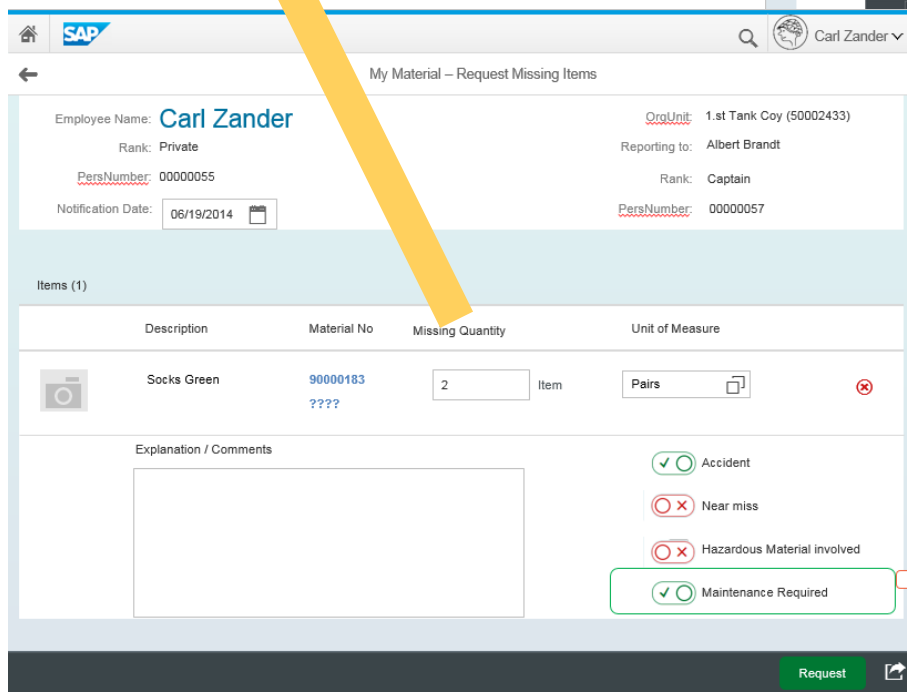 SAP
Carl Zander
My Material – Request Missing Items
Employee Name: Carl Zander
OrgUnit: 1.st Tank Coy (50002433)
Rank: Private
Reporting to: Albert Brandt
PersNumber: 00000055
Rank: Captain
Notification Date: 06/19/2014
PersNumber: 00000057
Items (1)
Description Material No Missing Quantity Unit of Measure
Socks Green 90000183 2 Item Pairs
????
Explanation / Comments
Accident
Near miss
Hazardous Material involved
Maintenance Required
Request